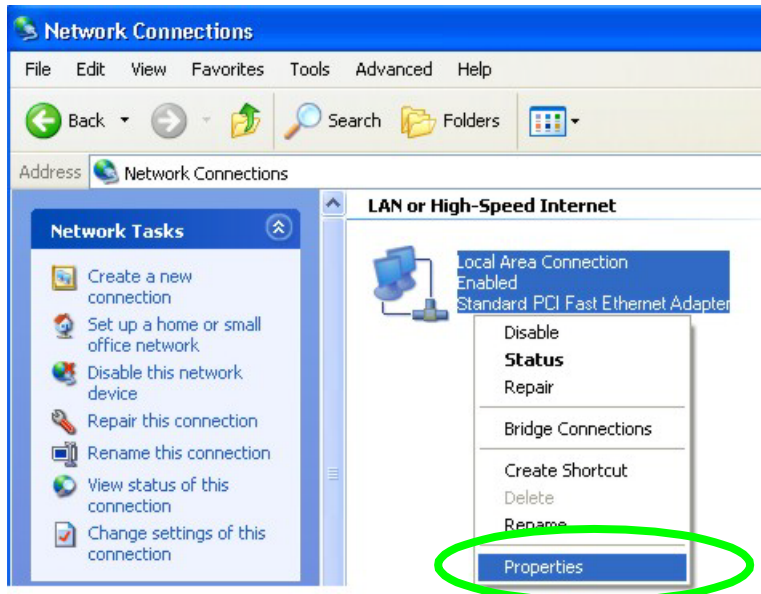 Network Connections
File Edit View Favorites Tools Advanced Help
Back Search Folders
Address Network Connections
Network Tasks
Create a new
connection
Set up a home or small
office network
Disable this network
device
Repair this connection
Rename this connection
View status of this
connection
Change settings of this
connection
LAN or High-Speed Internet
Local Area Connection
Enabled
Standard PCI Fast Ethernet Adapter
Disable
Status
Repair
Bridge Connections
Create Shortcut
Delete
Rename
Properties